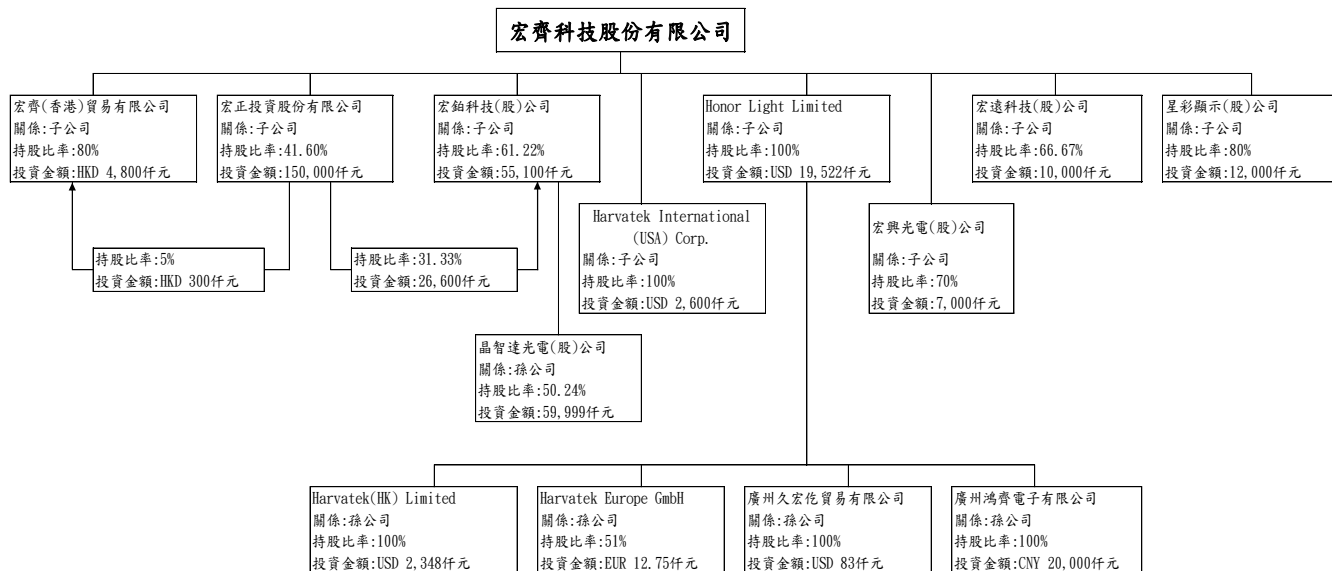 宏齊科技股份有限公司
宏齊(香港)貿易有限公司
關係:子公司
持股比率:80%
投資金額:HKD 4,800仟元
宏正投資股份有限公司
關係:子公司
持股比率:41.60%
投資金額:150,000仟元
宏鉑科技(股)公司
關係:子公司
持股比率:61.22%
投資金額:55,100仟元
Honor Light Limited
關係:子公司
持股比率:100%
投資金額:USD 19,522仟元
宏遠科技(股)公司
關係:子公司
持股比率:66.67%
投資金額:10,000仟元
星彩顯示(股)公司
關係:子公司
持股比率:80%
投資金額:12,000仟元
持股比率:5%
投資金額:HKD 300仟元
持股比率:31.33%
投資金額:26,600仟元
Harvatek International
(USA) Corp.
關係:子公司
持股比率:100%
投資金額:USD 2,600仟元
宏興光電(股)公司
關係:子公司
持股比率:70%
投資金額:7,000仟元
晶智達光電(股)公司
關係:孫公司
持股比率:50.24%
投資金額:59,999仟元
Harvatek(HK) Limited
關係:孫公司
持股比率:100%
投資金額:USD 2,348仟元
Harvatek Europe GmbH
關係:孫公司
持股比率:51%
投資金額:EUR 12.75仟元
廣州久宏仡貿易有限公司
關係:孫公司
持股比率:100%
投資金額:USD 83仟元
廣州鴻齊電子有限公司
關係:孫公司
持股比率:100%
投資金額:CNY 20,000仟元